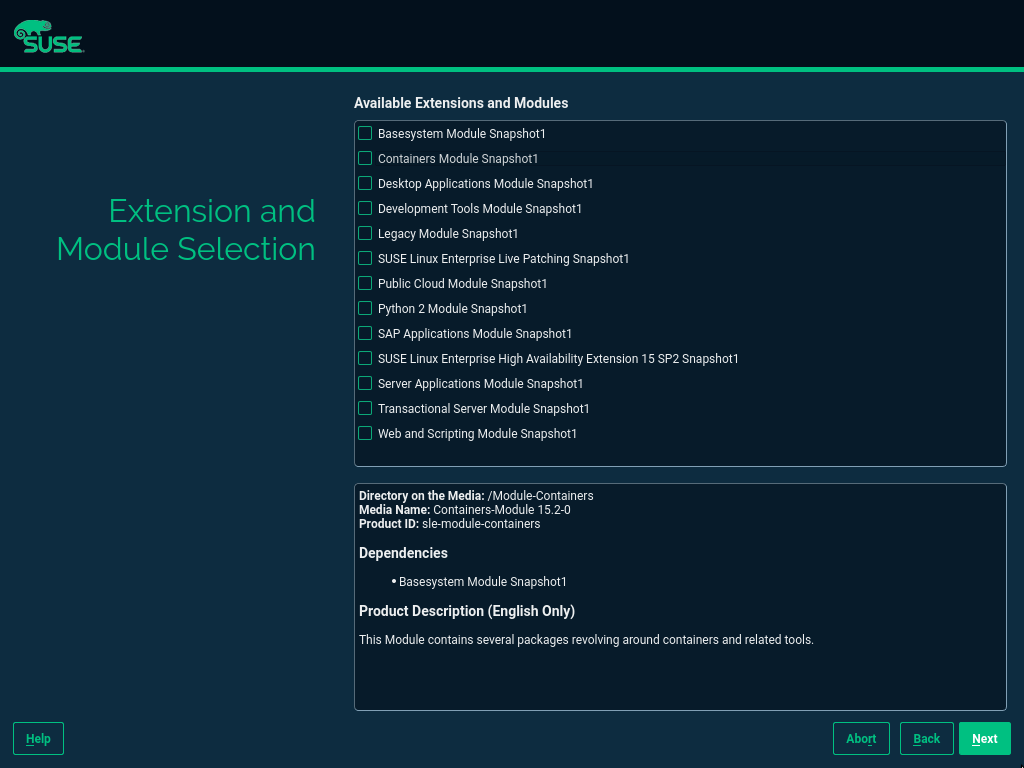 SUSE
Available Extensions and Modules
Extension and
Module Selection
Basesystem Module Snapshot1
Containers Module Snapshot1
Desktop Applications Module Snapshot1
Development Tools Module Snapshot1
Legacy Module Snapshot1
SUSE Linux Enterprise Live Patching Snapshot1
Public Cloud Module Snapshot1
Python 2 Module Snapshot1
SAP Applications Module Snapshot1
SUSE Linux Enterprise High Availability Extension 15 SP2 Snapshot1
Server Applications Module Snapshot1
Transactional Server Module Snapshot1
Web and Scripting Module Snapshot1
Directory on the Media: /Module-Containers
Media Name: Containers-Module 15.2-0
Product ID: sle-module-containers
Dependencies
• Basesystem Module Snapshot1
Product Description (English Only)
This Module contains several packages revolving around containers and related tools.
Help
Abort
Back
Next